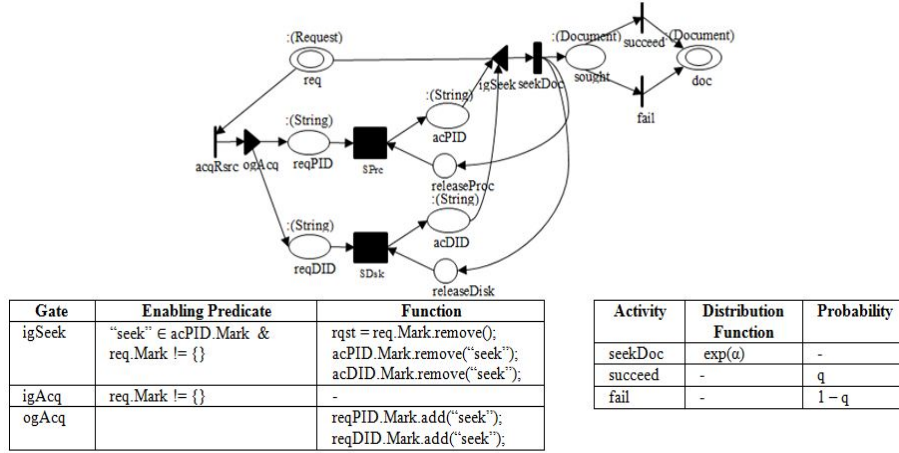 :(Request)
req
:(Document)
sought
succeed
:(Document)
doc
fail
igSeek
seekDoc
:(String)
acPID
acqRsrc
ogAcq
:(String)
reqPID
SPrc
releaseProc
:(String)
acDID
:(String)
reqDID
SDsk
releaseDisk
Gate Enabling Predicate Function
igSeek “seek” ∈ acPID.Mark & rqst = req.Mark.remove();
req.Mark != {} acPID.Mark.remove(“seek”);
acDID.Mark.remove(“seek”);
igAcq req.Mark != {} -
ogAcq reqPID.Mark.add(“seek”);
reqDID.Mark.add(“seek”);
Activity Distribution Probability
Function
seekDoc exp(α) -
succeed - q
fail - 1 – q